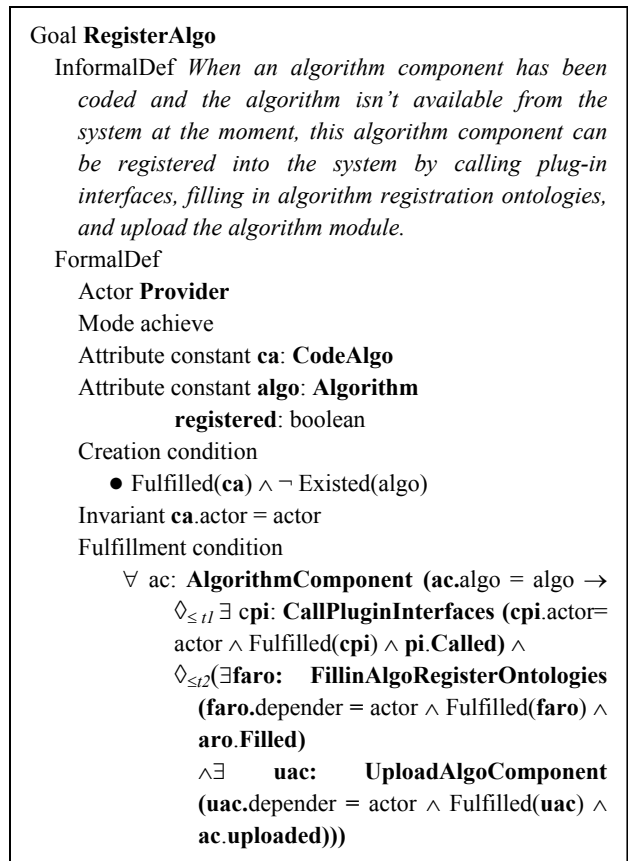 Goal RegisterAlgo
InformalDef When an algorithm component has been
coded and the algorithm isn't available from the
system at the moment, this algorithm component can
be registered into the system by calling plug-in
interfaces, filling in algorithm registration ontologies,
and upload the algorithm module.
FormalDef
Actor Provider
Mode achieve
Attribute constant ca: CodeAlgo
Attribute constant algo: Algorithm
registered: boolean
Creation condition
● Fulfilled(ca) ∧ ¬ Existed(algo)
Invariant ca.actor = actor
Fulfillment condition
∀ ac: AlgorithmComponent (ac.algo = algo →
◊≤ t1 ∃ cpi: CallPluginInterfaces (cpi.actor=
actor ∧ Fulfilled(cpi) ∧ pi.Called) ∧
◊≤t2(∃faro: FillinAlgoRegisterOntologies
(faro.depender = actor ∧ Fulfilled(faro) ∧
aro.Filled)
∧∃ uac: UploadAlgoComponent
(uac.depender = actor ∧ Fulfilled(uac) ∧
ac.uploaded)))